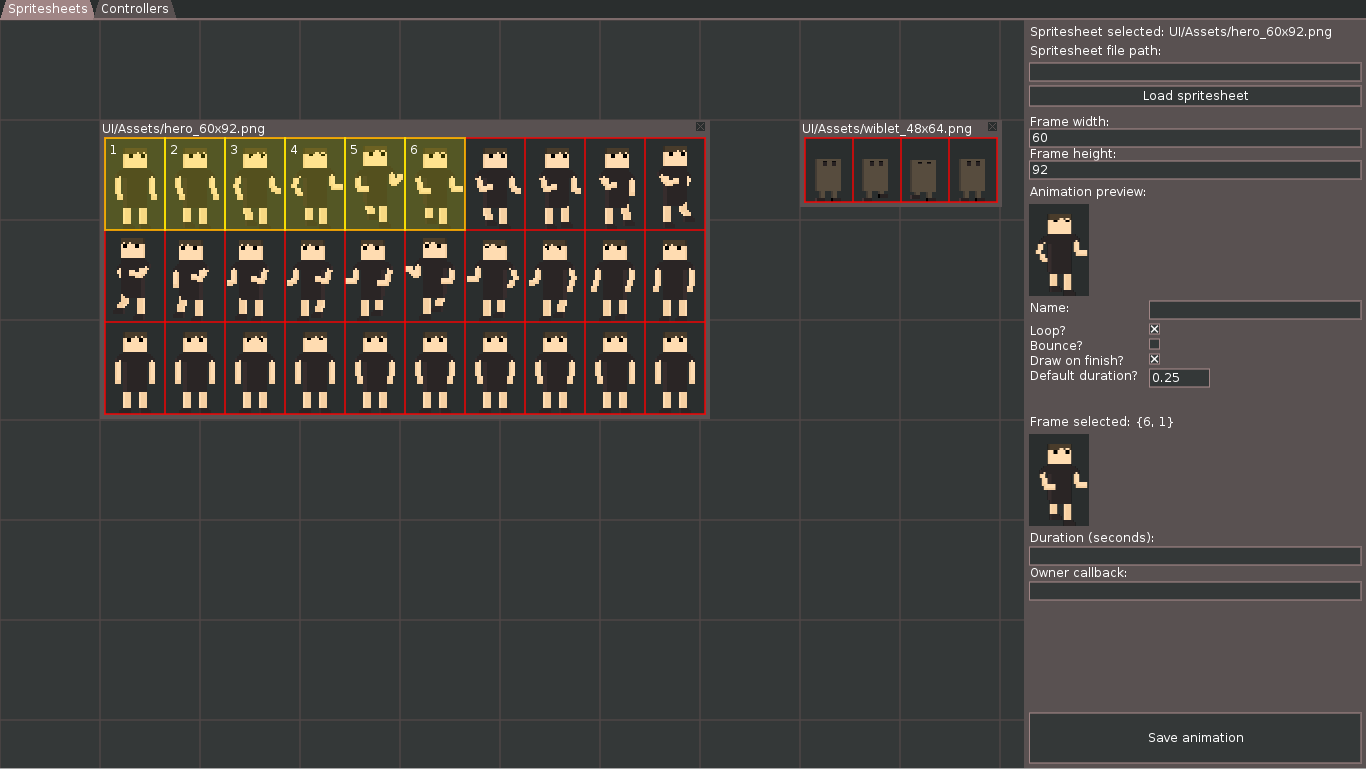 Spritesheets Controllers
UI/Assets/hero_60x92.png
1 2 3 4 5 6
UI/Assets/wiblet_48x64.png
Spritesheet selected: UI/Assets/hero_60x92.png
Spritesheet file path:
Load spritesheet
Frame width:
60
Frame height:
92
Animation preview:
Name:
Loop?
Bounce?
Draw on finish?
Default duration? 0.25
Frame selected: {6, 1}
Duration (seconds):
Owner callback:
Save animation